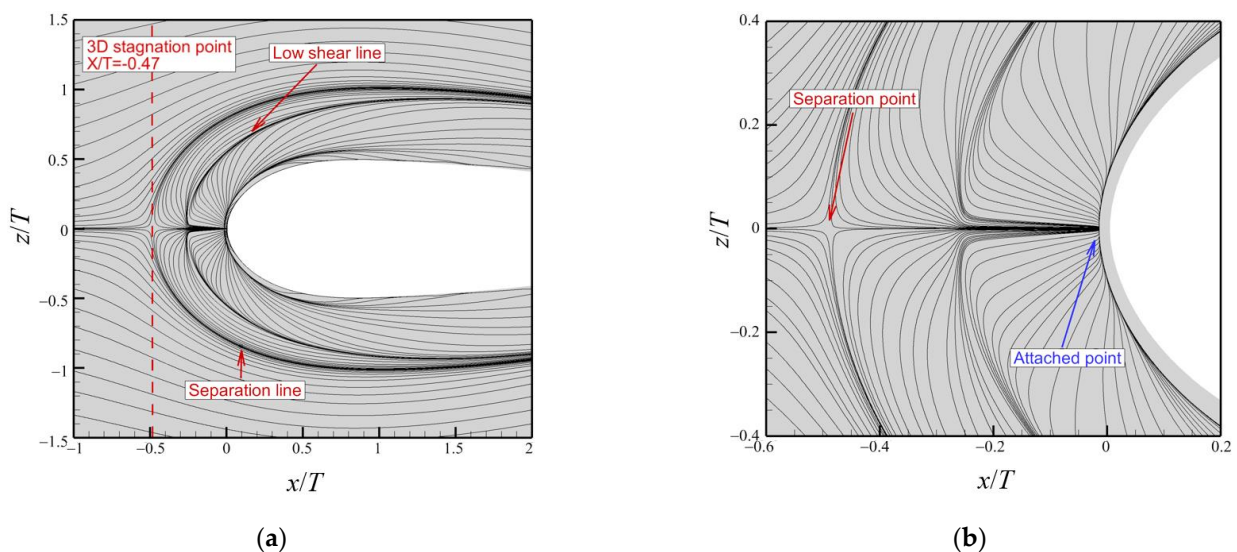 1.5
3D stagnation point
X/T=-0.47
Low shear line
1
0.5
z/T
0
−0.5
−1
Separation line
−1.5
−1 −0.5 0 0.5 1 1.5 2
x/T
(a)
0.4
Separation point
0.2
z/T
0
−0.2
Attached point
−0.4
−0.6 −0.4 −0.2 0 0.2
x/T
(b)